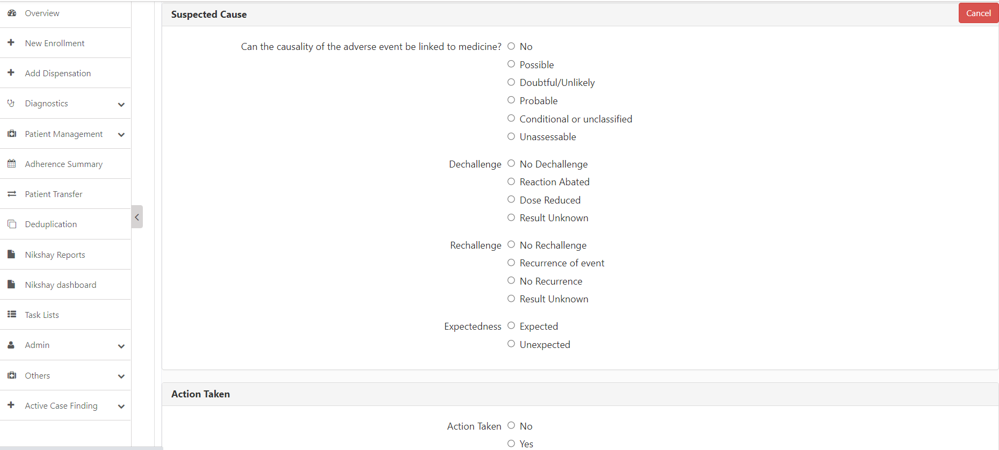 Overview
New Enrollment
Add Dispensation
Diagnostics
Patient Management
Adherence Summary
Patient Transfer
Deduplication
Nikshay Reports
Nikshay dashboard
Task Lists
Admin
Others
Active Case Finding
Suspected Cause
Cancel
Can the causality of the adverse event be linked to medicine? No
Possible
Doubtful/Unlikely
Probable
Conditional or unclassified
Unassessable
Dechallenge No Dechallenge
Reaction Abated
Dose Reduced
Result Unknown
Rechallenge No Rechallenge
Recurrence of event
No Recurrence
Result Unknown
Expectedness Expected
Unexpected
Action Taken
Action Taken No
Yes